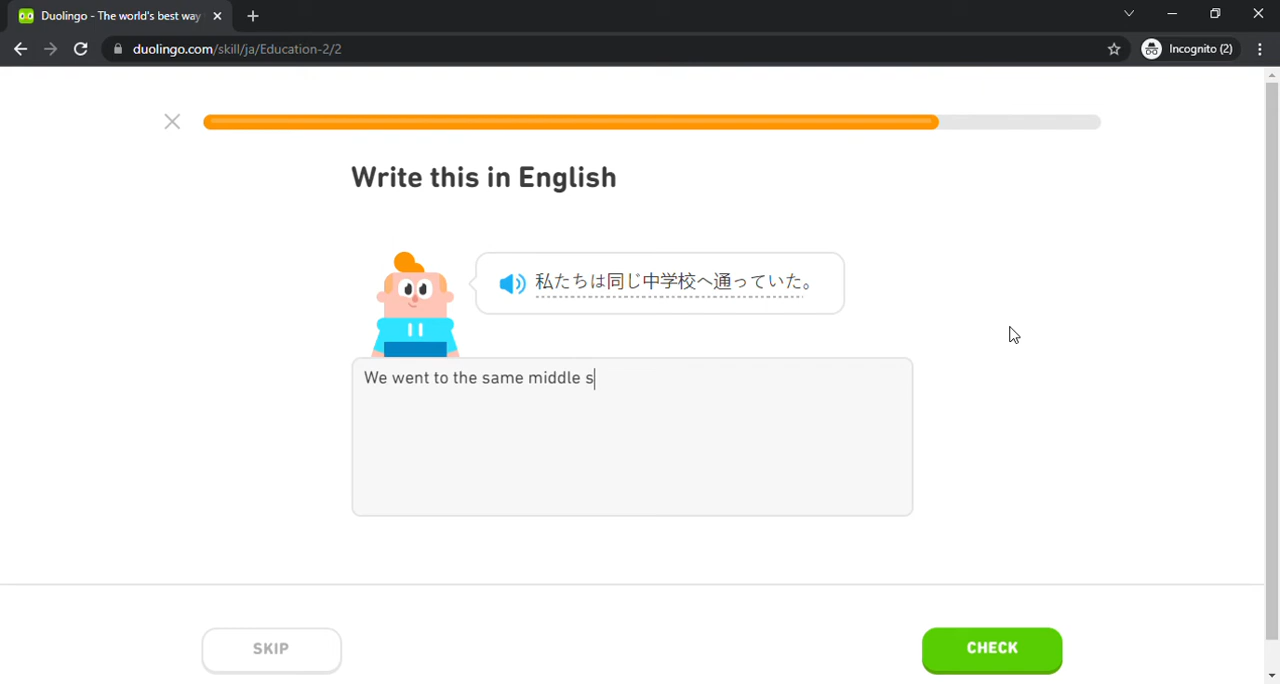 Duolingo - The world's best way
duolingo.com/skill/ja/Education-2/2
Incognito (2)
Write this in English
私たちは同じ中学校へ通っていた。
We went to the same middle s
SKIP
CHECK